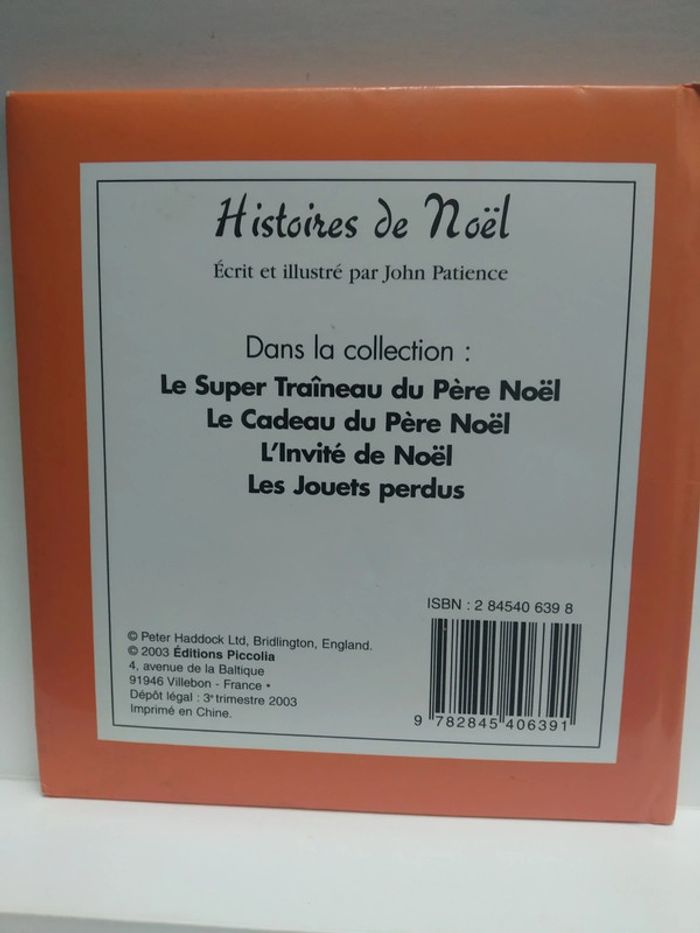 Histoires de Noël
Écrit et illustré par John Patience
Dans la collection :
Le Super Traîneau du Père Noël
Le Cadeau du Père Noël
L'Invité de Noël
Les Jouets perdus
ISBN : 2 84540 639 8
© Peter Haddock Ltd, Bridlington, England.
© 2003 Éditions Piccolia
4, avenue de la Baltique
91946 Villebon - France •
Dépôt légal : 3e trimestre 2003
Imprimé en Chine.
9 782845 406391